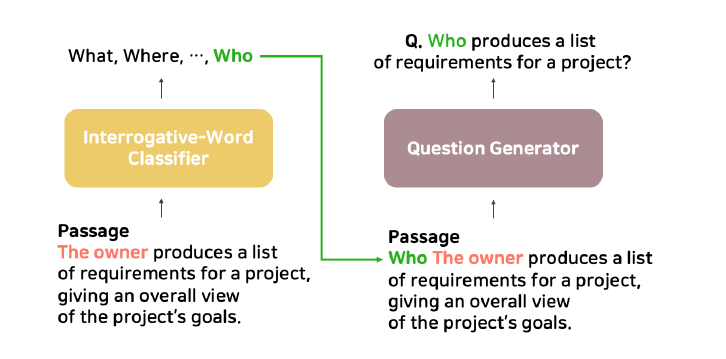 What, Where, ⋯, Who
Interrogative-Word
Classifier
Passage
The owner produces a list
of requirements for a project,
giving an overall view
of the project's goals.
Q. Who produces a list
of requirements for a project?
Question Generator
Passage
Who The owner produces a list
of requirements for a project,
giving an overall view
of the project's goals.